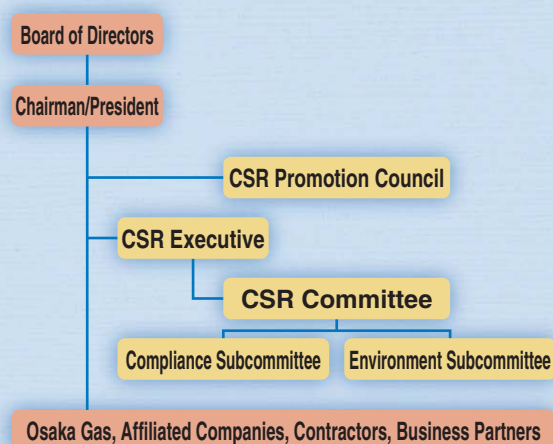 Board of Directors
Chairman/President
CSR Promotion Council
CSR Executive
CSR Committee
Compliance Subcommittee
Environment Subcommittee
Osaka Gas, Affiliated Companies, Contractors, Business Partners